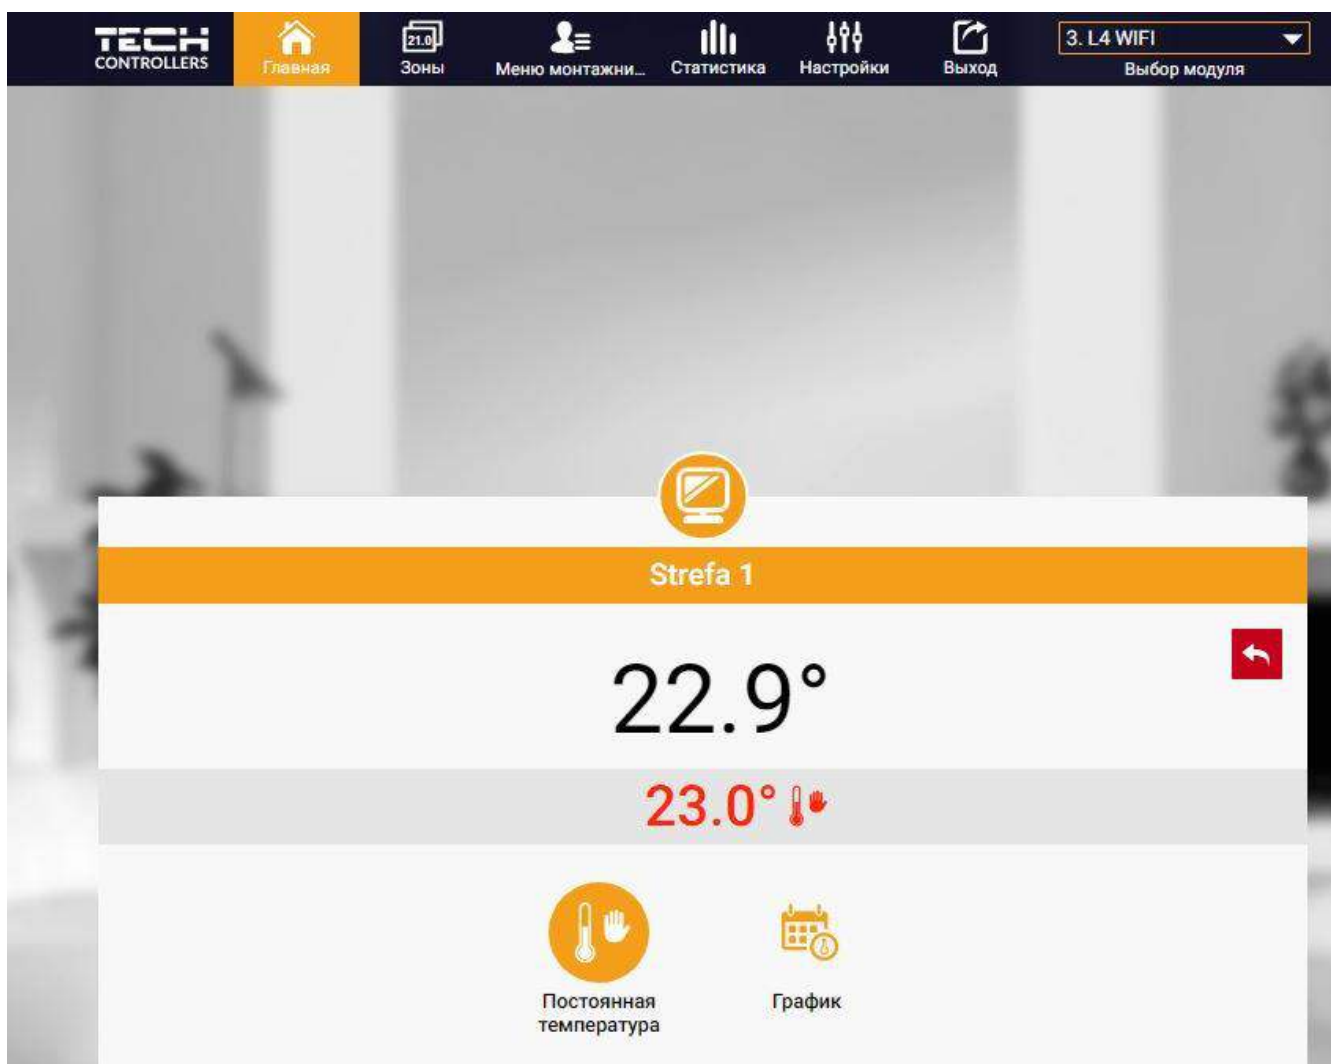 TECH
CONTROLLERS
Главная
21.0
Зоны
Меню монтажни...
Статистика
Настройки
Выход
3. L4 WIFI
Выбор модуля
Strefa 1
22.9°
23.0°
Постоянная
температура
График